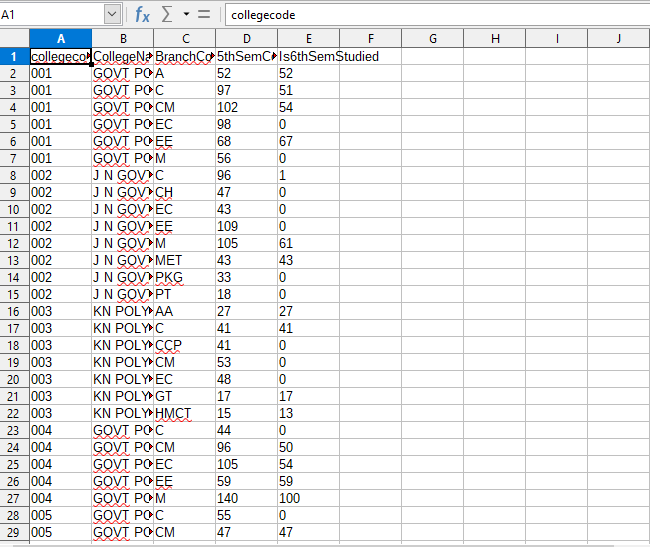 A1 collegecode
A B C D E F G H I J
1 collegeco CollegeNa BranchCo 5thSemC Is6thSemStudied
2 001 GOVT PO A 52 52
3 001 GOVT PO C 97 51
4 001 GOVT PO CM 102 54
5 001 GOVT PO EC 98 0
6 001 GOVT PO EE 68 67
7 001 GOVT PO M 56 0
8 002 J N GOV C 96 1
9 002 J N GOV CH 47 0
10 002 J N GOV EC 43 0
11 002 J N GOV EE 109 0
12 002 J N GOV M 105 61
13 002 J N GOV MET 43 43
14 002 J N GOV PKG 33 0
15 002 J N GOV PT 18 0
16 003 KN POLY AA 27 27
17 003 KN POLY C 41 41
18 003 KN POLY CCP 41 0
19 003 KN POLY CM 53 0
20 003 KN POLY EC 48 0
21 003 KN POLY GT 17 17
22 003 KN POLY HMCT 15 13
23 004 GOVT PO C 44 0
24 004 GOVT PO CM 96 50
25 004 GOVT PO EC 105 54
26 004 GOVT PO EE 59 59
27 004 GOVT PO M 140 100
28 005 GOVT PO C 55 0
29 005 GOVT PO CM 47 47